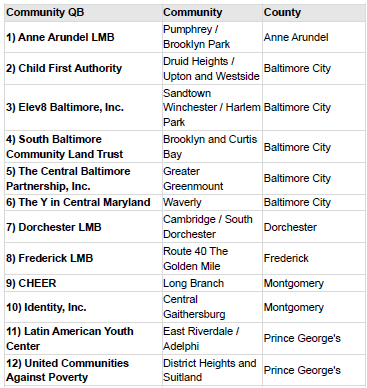 Community QB Community County
1) Anne Arundel LMB Pumphrey / Brooklyn Park Anne Arundel
2) Child First Authority Druid Heights / Upton and Westside Baltimore City
3) Elev8 Baltimore, Inc. Sandtown Winchester / Harlem Park Baltimore City
4) South Baltimore Community Land Trust Brooklyn and Curtis Bay Baltimore City
5) The Central Baltimore Partnership, Inc. Greater Greenmount Baltimore City
6) The Y in Central Maryland Waverly Baltimore City
7) Dorchester LMB Cambridge / South Dorchester Dorchester
8) Frederick LMB Route 40 The Golden Mile Frederick
9) CHEER Long Branch Montgomery
10) Identity, Inc. Central Gaithersburg Montgomery
11) Latin American Youth Center East Riverdale / Adelphi Prince George's
12) United Communities Against Poverty District Heights and Suitland Prince George's